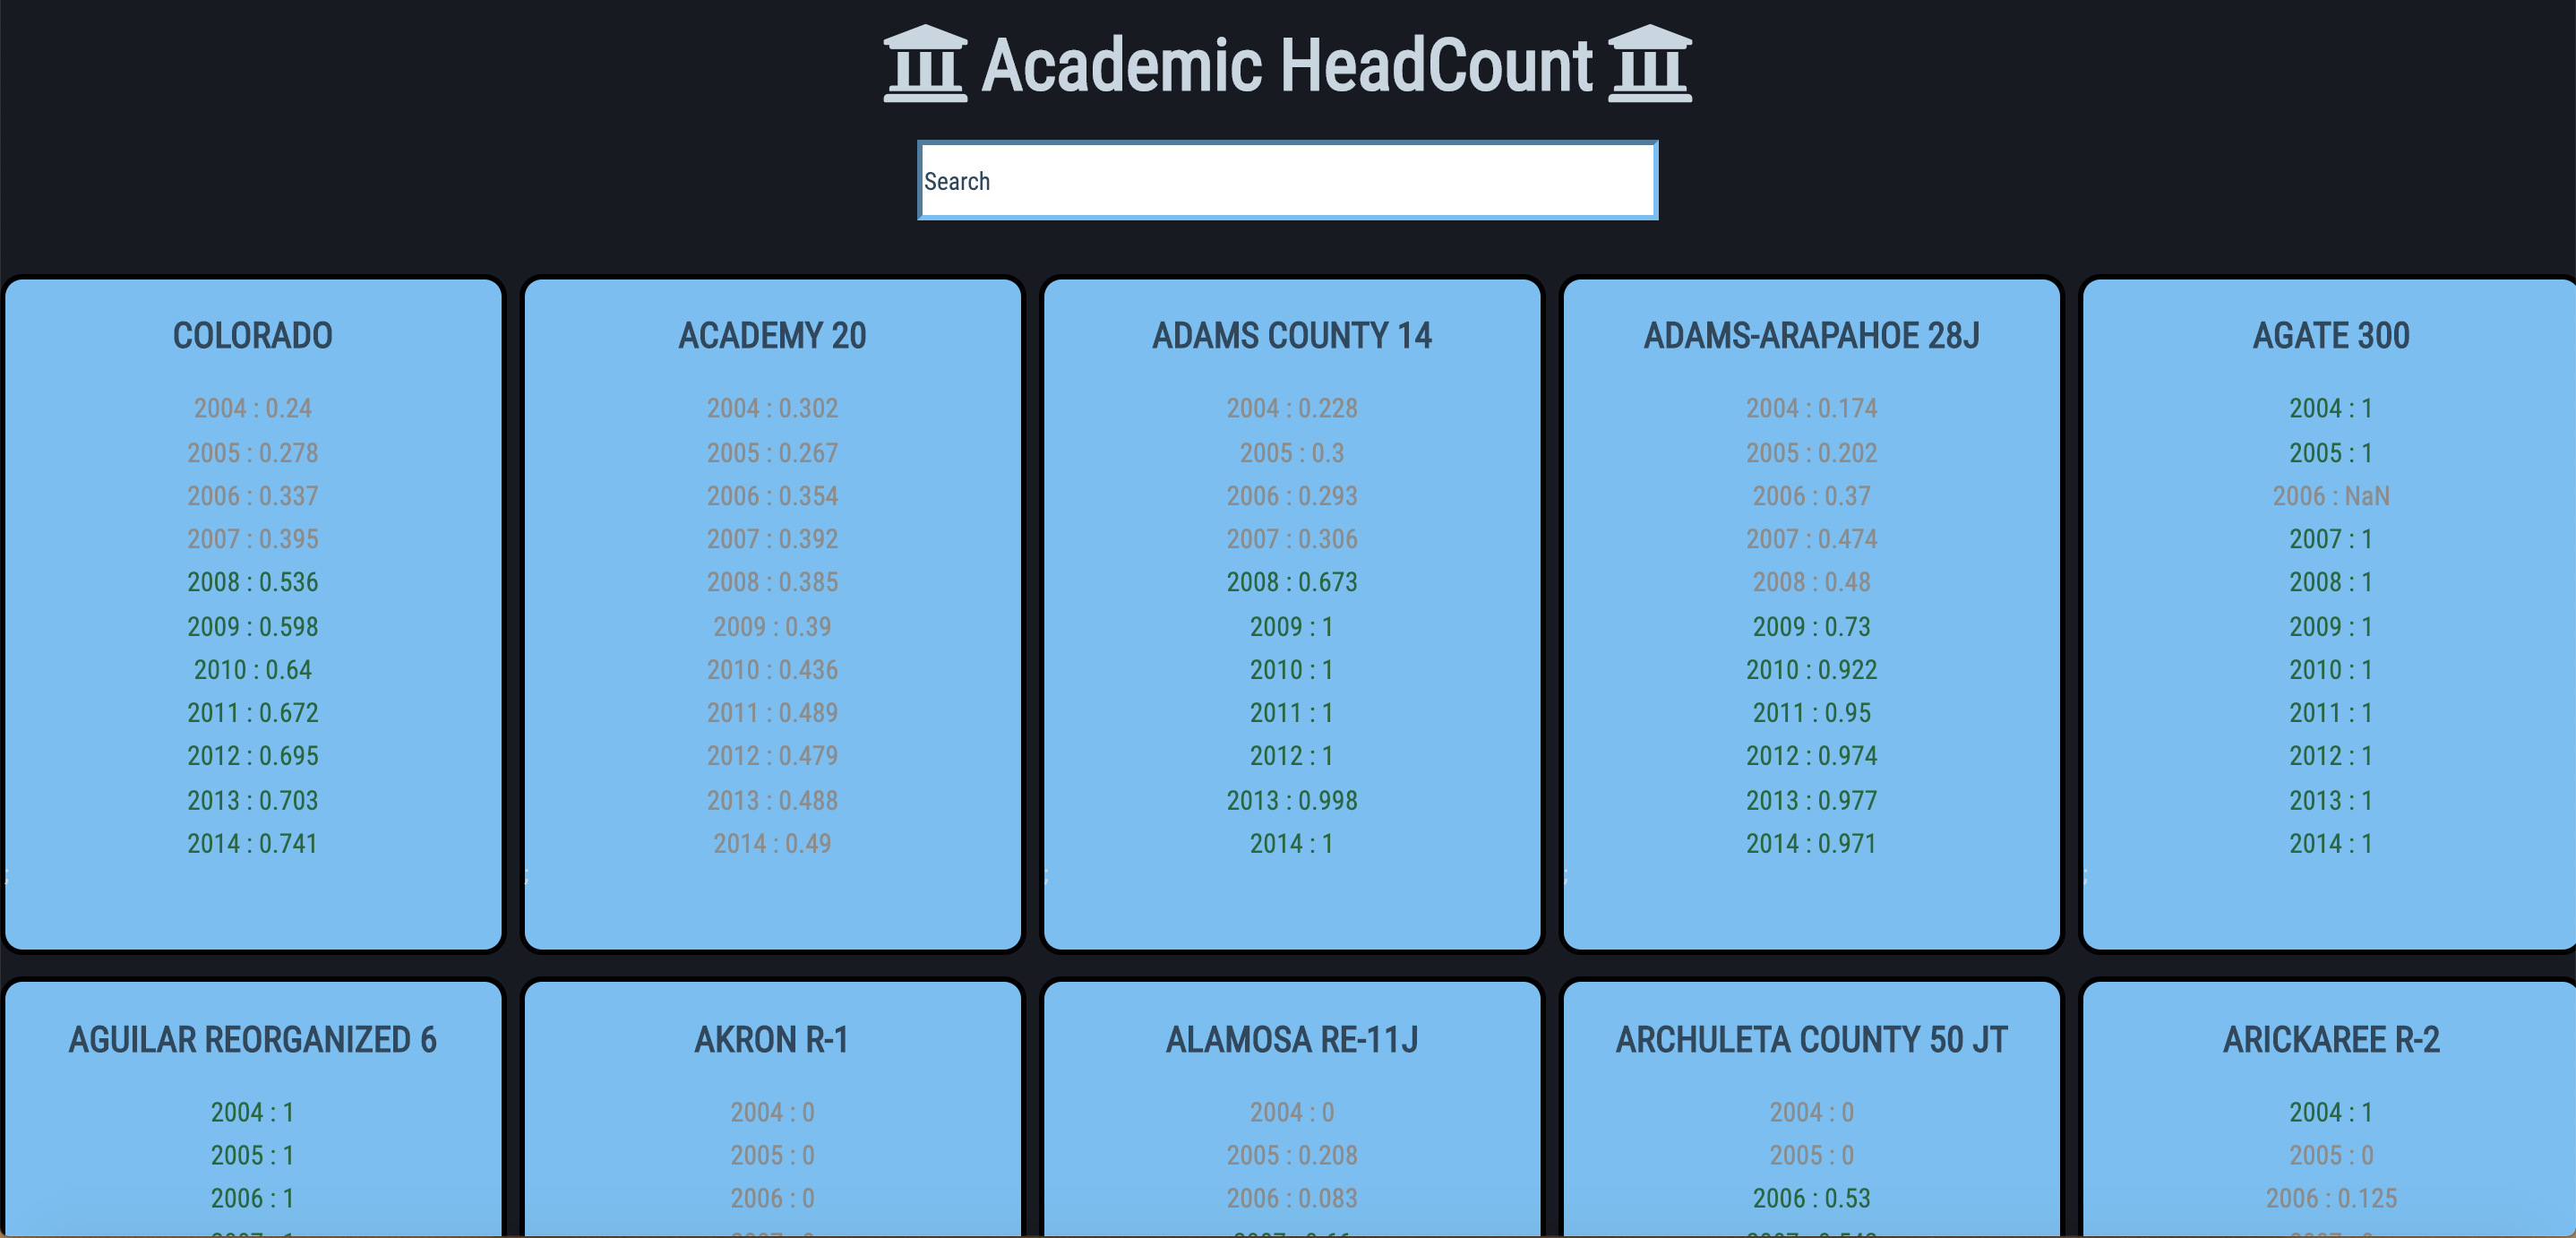 Academic HeadCount
Search
COLORADO
2004 : 0.24
2005 : 0.278
2006 : 0.337
2007 : 0.395
2008 : 0.536
2009 : 0.598
2010 : 0.64
2011 : 0.672
2012 : 0.695
2013 : 0.703
2014 : 0.741
;
ACADEMY 20
2004 : 0.302
2005 : 0.267
2006 : 0.354
2007 : 0.392
2008 : 0.385
2009 : 0.39
2010 : 0.436
2011 : 0.489
2012 : 0.479
2013 : 0.488
2014 : 0.49
;
ADAMS COUNTY 14
2004 : 0.228
2005 : 0.3
2006 : 0.293
2007 : 0.306
2008 : 0.673
2009 : 1
2010 : 1
2011 : 1
2012 : 1
2013 : 0.998
2014 : 1
;
ADAMS-ARAPAHOE 28J
2004 : 0.174
2005 : 0.202
2006 : 0.37
2007 : 0.474
2008 : 0.48
2009 : 0.73
2010 : 0.922
2011 : 0.95
2012 : 0.974
2013 : 0.977
2014 : 0.971
;
AGATE 300
2004 : 1
2005 : 1
2006 : NaN
2007 : 1
2008 : 1
2009 : 1
2010 : 1
2011 : 1
2012 : 1
2013 : 1
2014 : 1
;
AGUILAR REORGANIZED 6
2004 : 1
2005 : 1
2006 : 1
AKRON R-1
2004 : 0
2005 : 0
2006 : 0
ALAMOSA RE-11J
2004 : 0
2005 : 0.208
2006 : 0.083
ARCHULETA COUNTY 50 JT
2004 : 0
2005 : 0
2006 : 0.53
ARICKAREE R-2
2004 : 1
2005 : 0
2006 : 0.125